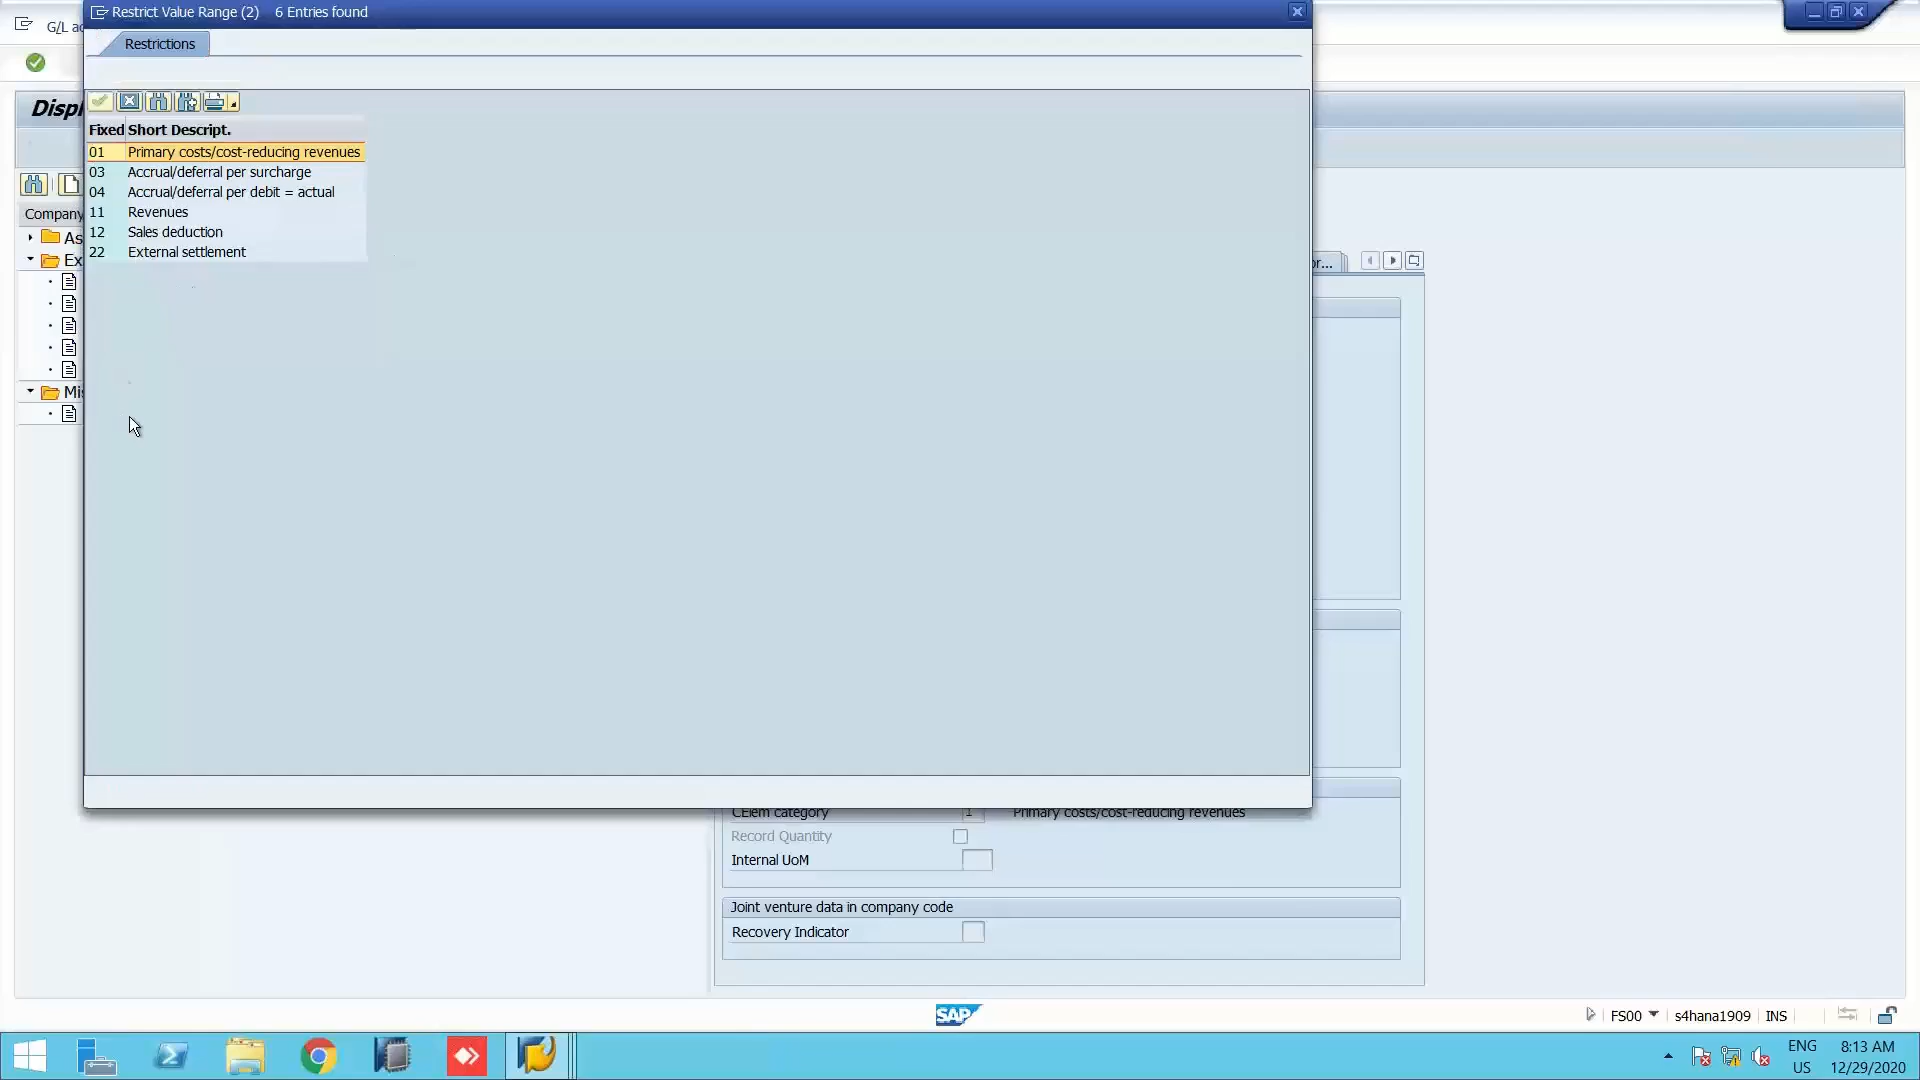 Restrict Value Range (2) 6 Entries found
G/L ac
Restrictions
Displ
Fixed Short Descript.
01 Primary costs/cost-reducing revenues
03 Accrual/deferral per surcharge
04 Accrual/deferral per debit = actual
11 Revenues
12 Sales deduction
22 External settlement
Company
As
Ex
Mis
or...
CElem category 1 Primary costs/cost-reducing revenues
Record Quantity
Internal UoM
Joint venture data in company code
Recovery Indicator
SAP
FS00 s4hana1909 INS
ENG
US
8:13 AM
12/29/2020